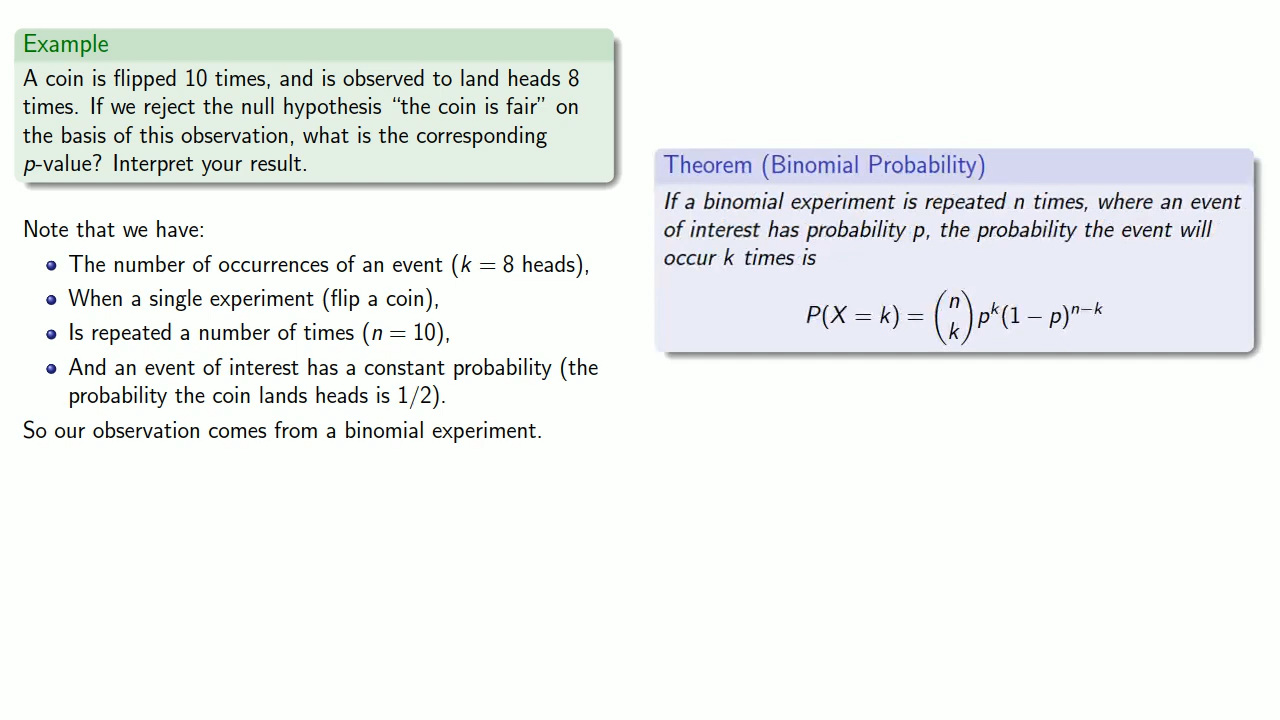 Example
A coin is flipped 10 times, and is observed to land heads 8
times. If we reject the null hypothesis “the coin is fair” on
the basis of this observation, what is the corresponding
p-value? Interpret your result.
Note that we have:
The number of occurrences of an event (k = 8 heads),
When a single experiment (flip a coin),
Is repeated a number of times (n = 10),
And an event of interest has a constant probability (the
probability the coin lands heads is 1/2).
So our observation comes from a binomial experiment.
Theorem (Binomial Probability)
If a binomial experiment is repeated n times, where an event
of interest has probability p, the probability the event will
occur k times is
P(X = k) = (n k) p^k (1 − p)^{n−k}